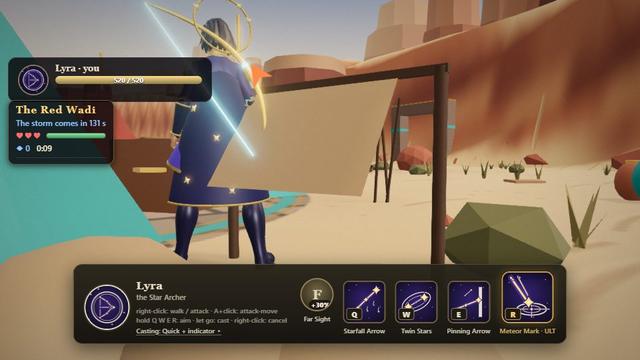 Lyra · you
520 / 520
The Red Wadi
The storm comes in 131 s
0 0:09
Lyra
the Star Archer
right-click: walk / attack · A+click: attack-move
hold Q W E R: aim · let go: cast · right-click: cancel
Casting: Quick + indicator
F
+30%
Far Sight
Q
Starfall Arrow
W
Twin Stars
E
Pinning Arrow
R
Meteor Mark · ULT